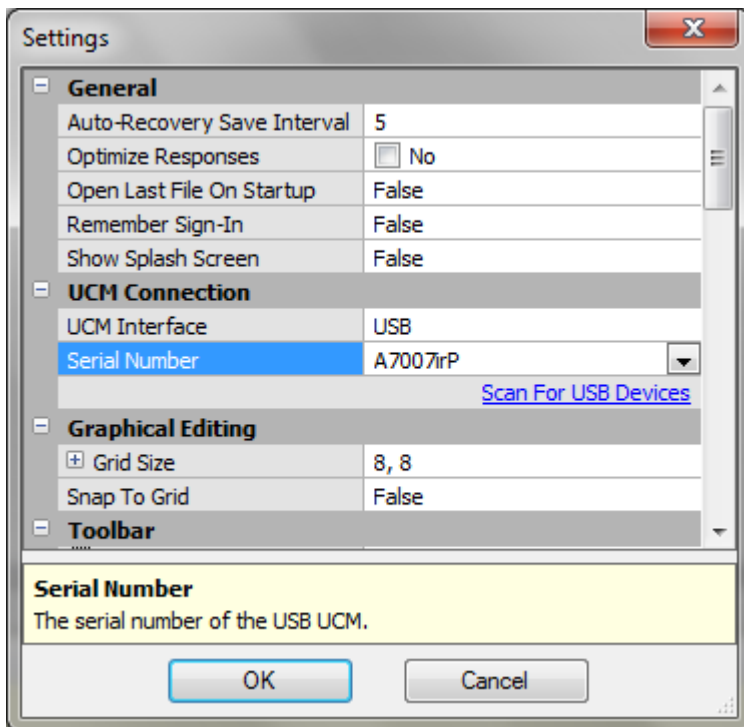 Settings
General
Auto-Recovery Save Interval 5
Optimize Responses No
Open Last File On Startup False
Remember Sign-In False
Show Splash Screen False
UCM Connection
UCM Interface USB
Serial Number A7007irP
Scan For USB Devices
Graphical Editing
Grid Size 8, 8
Snap To Grid False
Toolbar
Serial Number
The serial number of the USB UCM.
OK Cancel